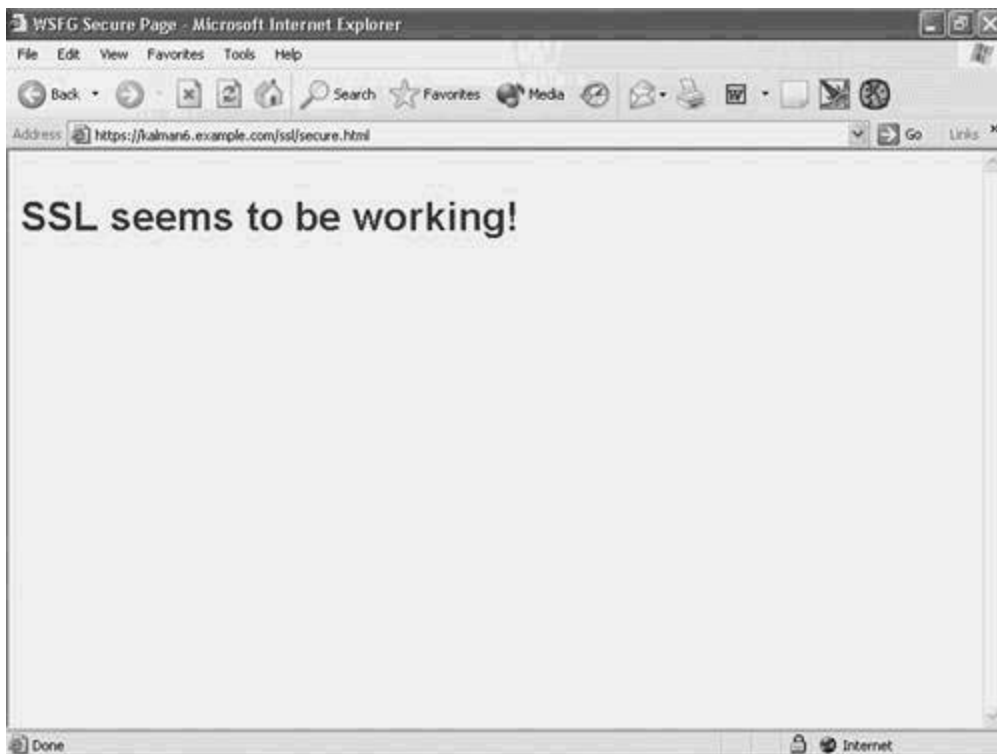 WSFG Secure Page - Microsoft Internet Explorer
File Edit View Favorites Tools Help
Back Search Favorites Media
Address https://kalman6.example.com/ssl/secure.html Go Links
SSL seems to be working!
Done Internet